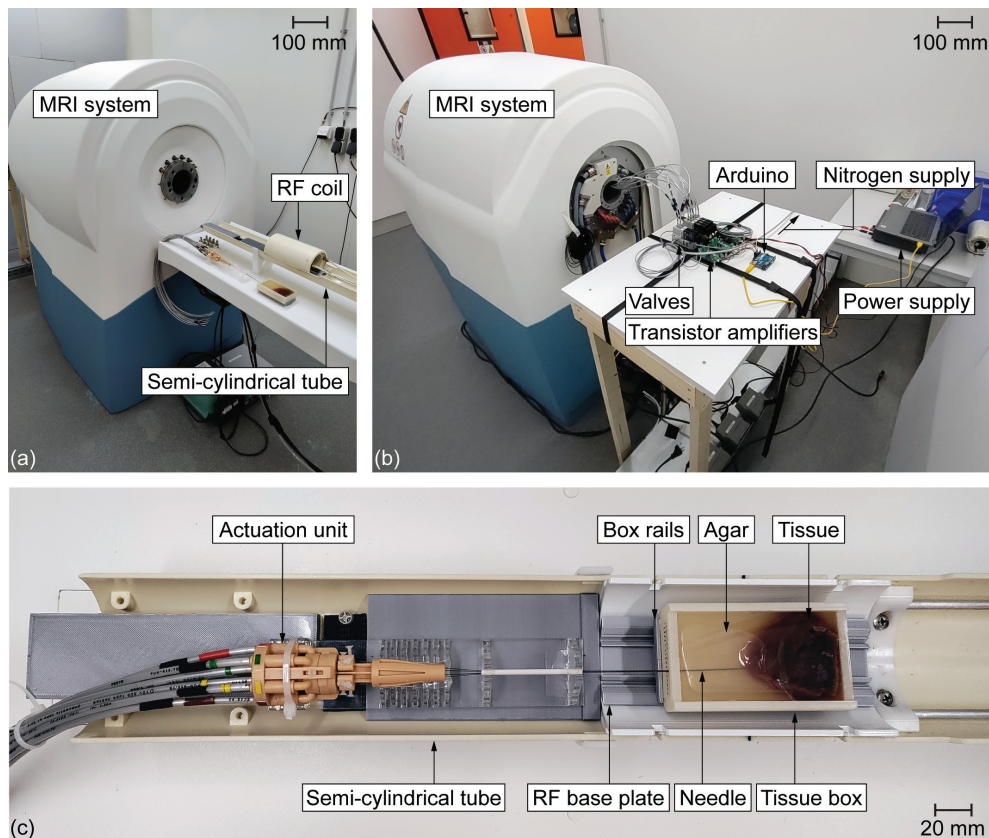 100 mm
MRI system
RF coil
Semi-cylindrical tube
(a)
100 mm
MRI system
Arduino
Nitrogen supply
Valves
Transistor amplifiers
Power supply
(b)
Actuation unit
Box rails
Agar
Tissue
Semi-cylindrical tube
RF base plate
Needle
Tissue box
(c)
20 mm